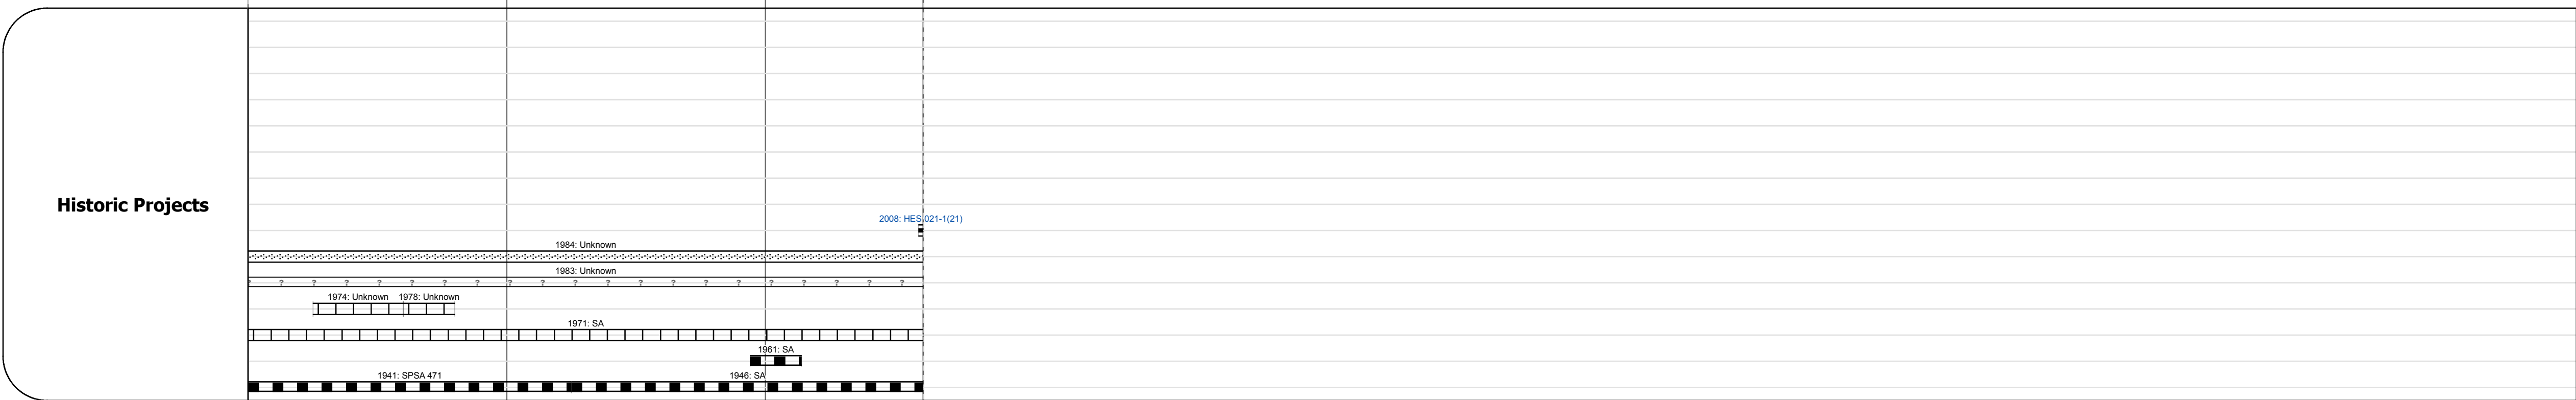 Historic Projects
2008: HES-021-1(21)
1984: Unknown
1983: Unknown
? ? ? ? ? ? ? ? ? ? ? ? ? ? ? ? ? ? ? ? ?
1974: Unknown 1978: Unknown
1971: SA
1961: SA
1941: SPSA 471 1946: SA